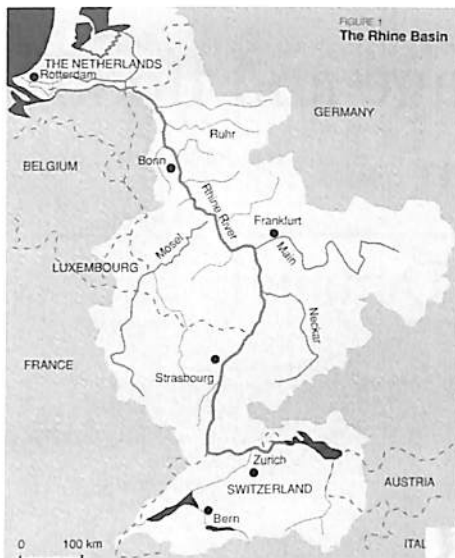 FIGURE 1
The Rhine Basin
THE NETHERLANDS
Rotterdam
GERMANY
Ruhr
BELGIUM
Bonn
Rhine River
Frankfurt
Mosel
Main
LUXEMBOURG
Neckar
FRANCE
Strasbourg
Zurich
SWITZERLAND
AUSTRIA
Bern
0 100 km
ITAL